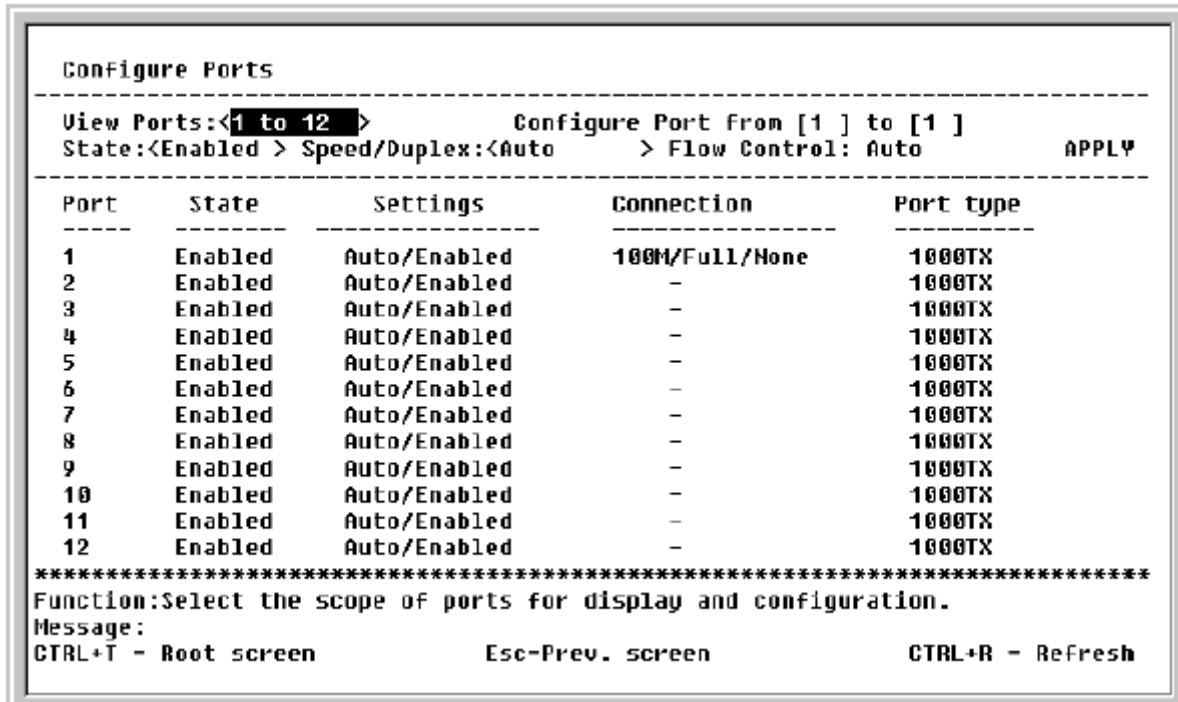 Configure Ports
--------------------------------------------------------------------------------
View Ports:<1 to 12 > Configure Port from [1 ] to [1 ]
State:<Enabled > Speed/Duplex:<Auto > Flow Control: Auto APPLY
--------------------------------------------------------------------------------
Port State Settings Connection Port type
----- -------- ---------------- ---------------- ----------
1 Enabled Auto/Enabled 100M/Full/None 1000TX
2 Enabled Auto/Enabled - 1000TX
3 Enabled Auto/Enabled - 1000TX
4 Enabled Auto/Enabled - 1000TX
5 Enabled Auto/Enabled - 1000TX
6 Enabled Auto/Enabled - 1000TX
7 Enabled Auto/Enabled - 1000TX
8 Enabled Auto/Enabled - 1000TX
9 Enabled Auto/Enabled - 1000TX
10 Enabled Auto/Enabled - 1000TX
11 Enabled Auto/Enabled - 1000TX
12 Enabled Auto/Enabled - 1000TX
********************************************************************************
Function:Select the scope of ports for display and configuration.
Message:
CTRL+T - Root screen Esc-Prev. screen CTRL+R - Refresh